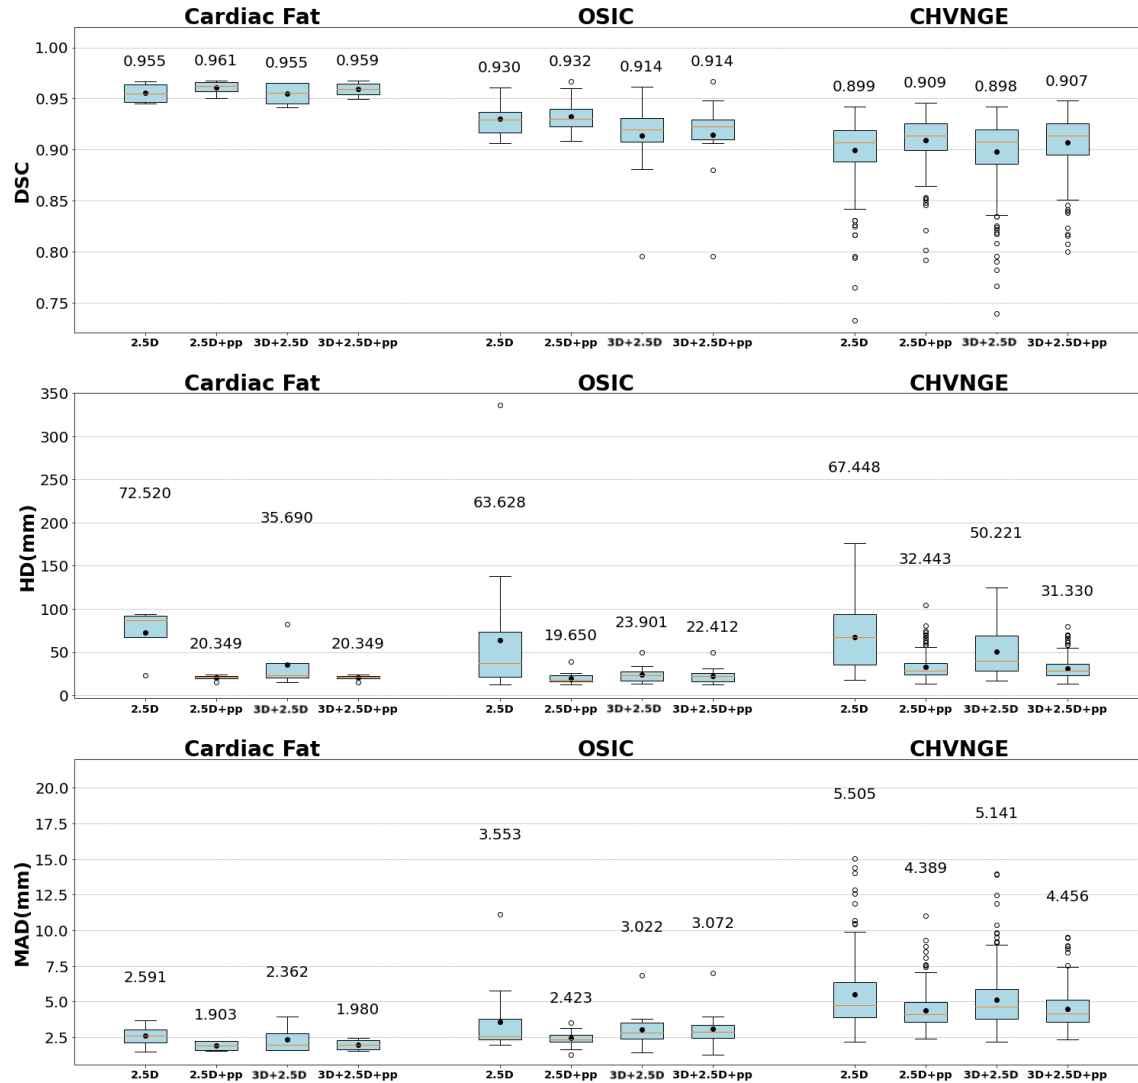 Cardiac Fat OSIC CHVNGE
1.00
0.95
0.90
0.85
0.80
0.75
DSC
0.955 0.961 0.955 0.959 0.930 0.932 0.914 0.914 0.899 0.909 0.898 0.907
2.5D 2.5D+pp 3D+2.5D 3D+2.5D+pp 2.5D 2.5D+pp 3D+2.5D 3D+2.5D+pp 2.5D 2.5D+pp 3D+2.5D 3D+2.5D+pp
Cardiac Fat OSIC CHVNGE
350
300
250
200
150
100
50
0
HD(mm)
72.520 20.349 35.690 20.349 63.628 19.650 23.901 22.412 67.448 32.443 50.221 31.330
2.5D 2.5D+pp 3D+2.5D 3D+2.5D+pp 2.5D 2.5D+pp 3D+2.5D 3D+2.5D+pp 2.5D 2.5D+pp 3D+2.5D 3D+2.5D+pp
Cardiac Fat OSIC CHVNGE
20.0
17.5
15.0
12.5
10.0
7.5
5.0
2.5
MAD(mm)
2.591 1.903 2.362 1.980 3.553 2.423 3.022 3.072 5.505 4.389 5.141 4.456
2.5D 2.5D+pp 3D+2.5D 3D+2.5D+pp 2.5D 2.5D+pp 3D+2.5D 3D+2.5D+pp 2.5D 2.5D+pp 3D+2.5D 3D+2.5D+pp